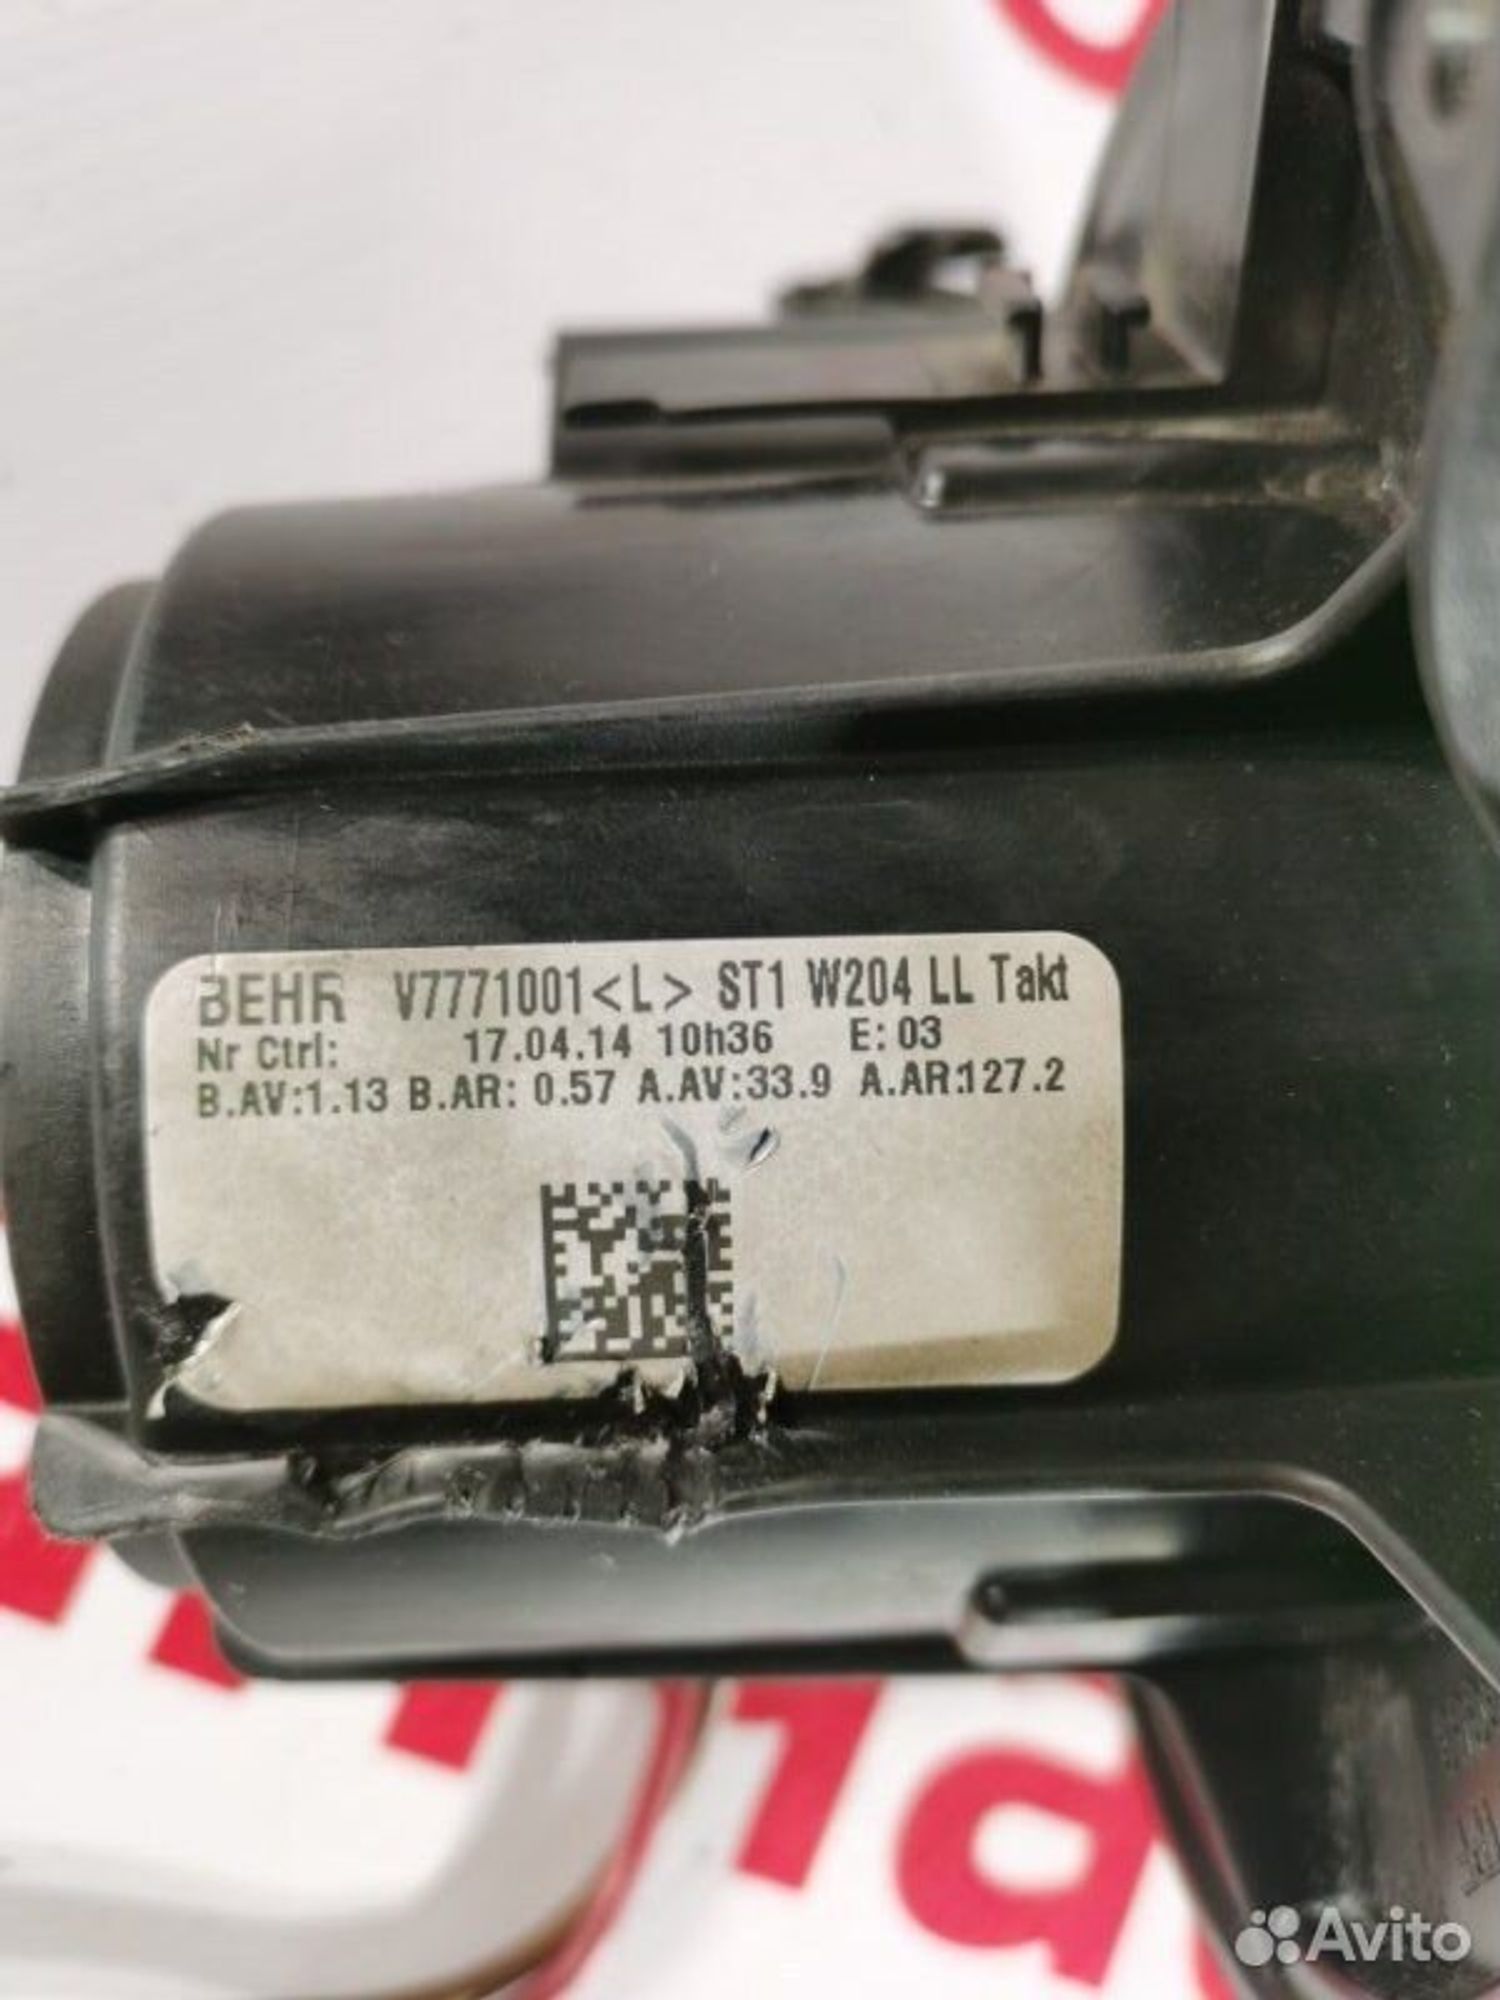 BEHR V7771001<L> ST1 W204 LL Takt
Nr Ctrl: 17.04.14 10h36 E: 03
B.AV:1.13 B.AR: 0.57 A.AV:33.9 A.AR:127.2
Avito